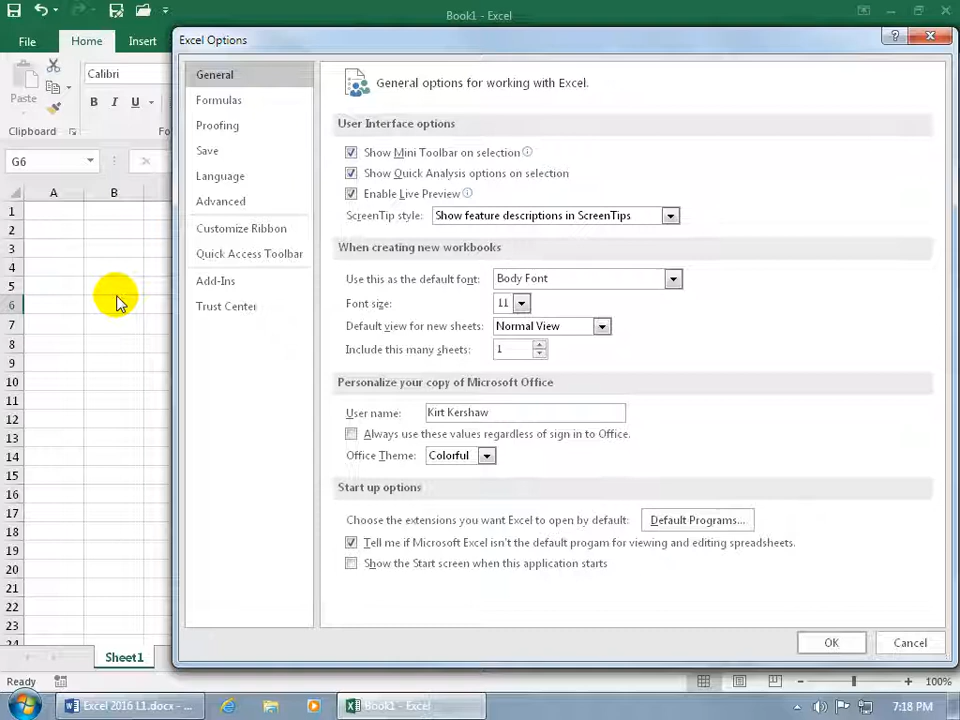 Book1 - Excel
File Home Insert
Excel Options
Calibri
Paste
B I U
Clipboard Fo
G6
A B
1
2
3
4
5
6
7
8
9
10
11
12
13
14
15
16
17
18
19
20
21
22
23
24
Sheet1
Ready
General
Formulas
Proofing
Save
Language
Advanced
Customize Ribbon
Quick Access Toolbar
Add-Ins
Trust Center
General options for working with Excel.
User Interface options
Show Mini Toolbar on selection
Show Quick Analysis options on selection
Enable Live Preview
ScreenTip style: Show feature descriptions in ScreenTips
When creating new workbooks
Use this as the default font: Body Font
Font size: 11
Default view for new sheets: Normal View
Include this many sheets: 1
Personalize your copy of Microsoft Office
User name: Kirt Kershaw
Always use these values regardless of sign in to Office.
Office Theme: Colorful
Start up options
Choose the extensions you want Excel to open by default: Default Programs...
Tell me if Microsoft Excel isn't the default progam for viewing and editing spreadsheets.
Show the Start screen when this application starts
OK Cancel
100%
Excel 2016 L1.docx - ... Book1 - Excel 7:18 PM